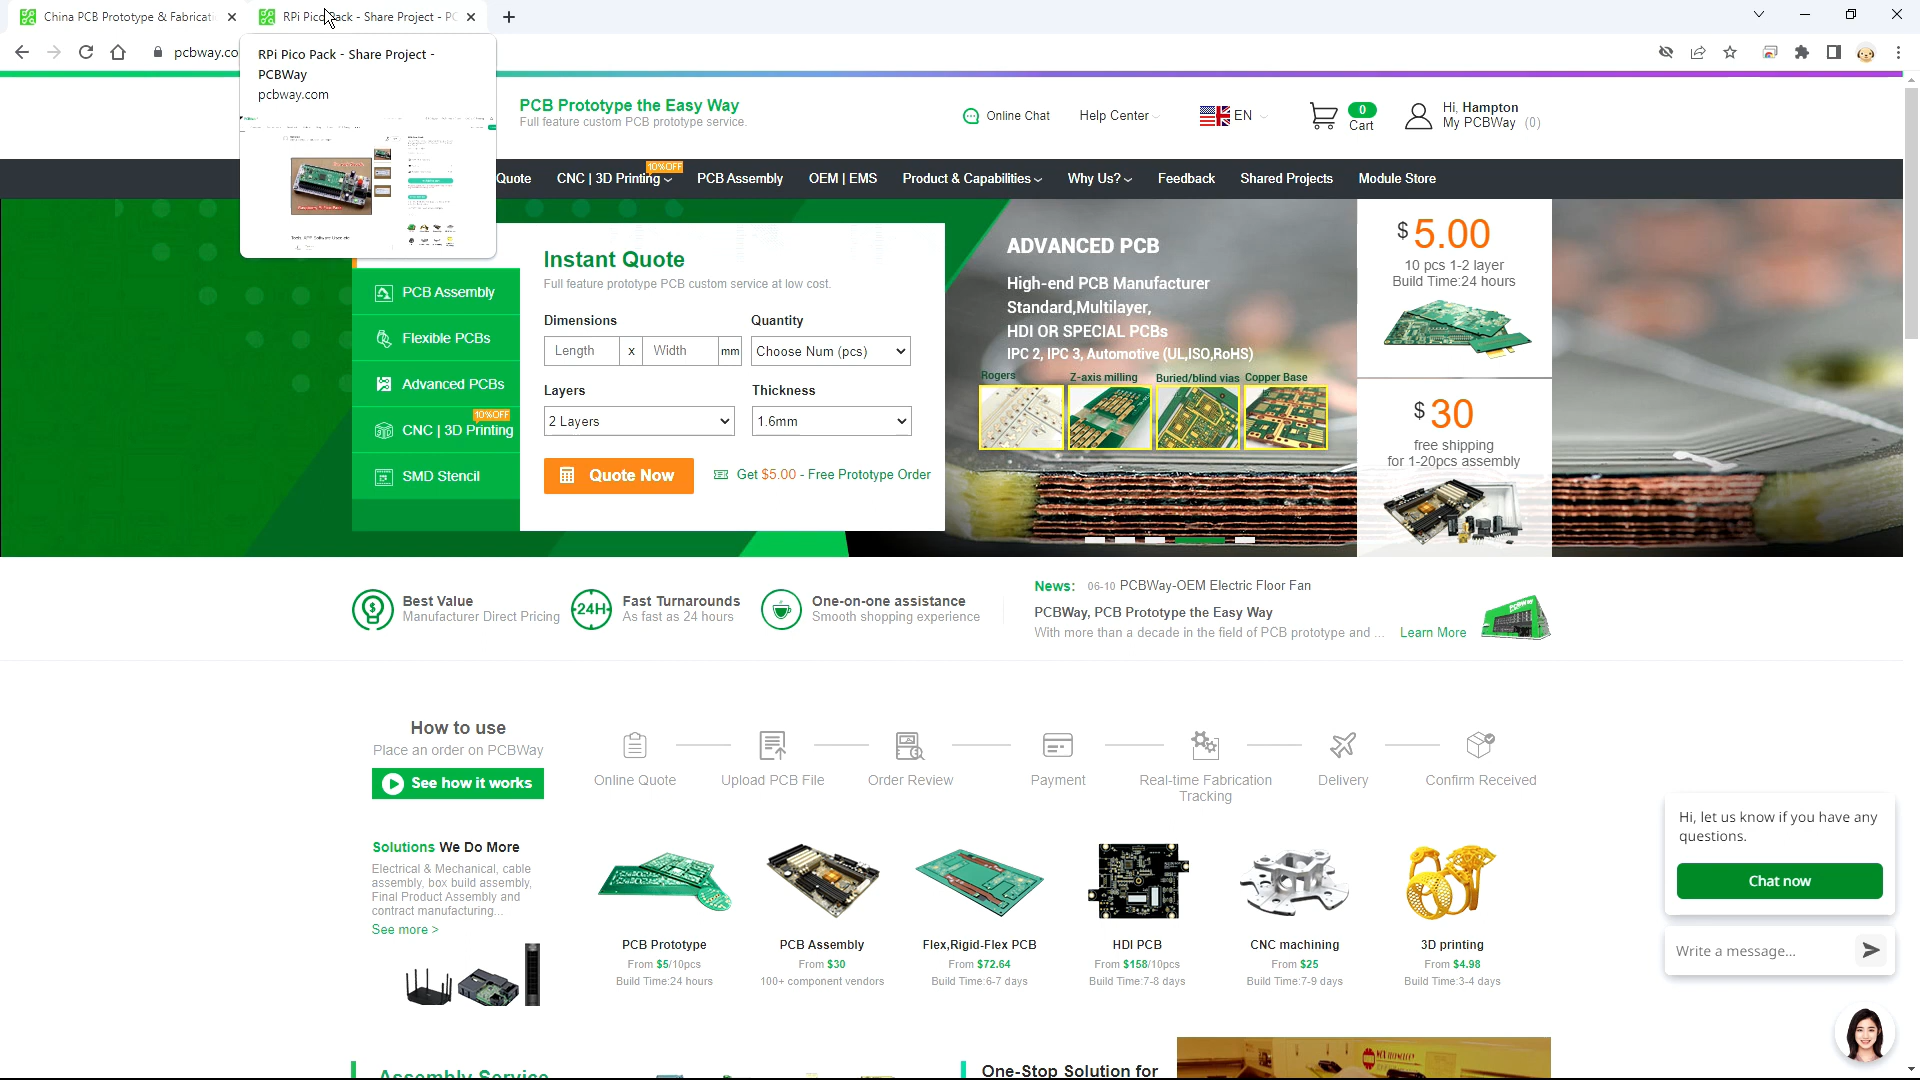 China PCB Prototype & Fabricati
RPi Pico Pack - Share Project - PC
pcbway.co
RPi Pico Pack - Share Project -
PCBWay
pcbway.com
PCB Prototype the Easy Way
Full feature custom PCB prototype service.
Online Chat
Help Center
EN
0
Cart
Hi, Hampton
My PCBWay (0)
10%OFF
Quote
CNC | 3D Printing
PCB Assembly
OEM | EMS
Product & Capabilities
Why Us?
Feedback
Shared Projects
Module Store
PCB Assembly
Flexible PCBs
Advanced PCBs
10%OFF
CNC | 3D Printing
SMD Stencil
Instant Quote
Full feature prototype PCB custom service at low cost.
Dimensions
Quantity
Length
x
Width
mm
Choose Num (pcs)
Layers
Thickness
2 Layers
1.6mm
Quote Now
Get $5.00 - Free Prototype Order
ADVANCED PCB
High-end PCB Manufacturer
Standard,Multilayer,
HDI OR SPECIAL PCBs
IPC 2, IPC 3, Automotive (UL,ISO,RoHS)
Rogers
Z-axis milling
Buried/blind vias
Copper Base
$5.00
10 pcs 1-2 layer
Build Time:24 hours
$30
free shipping
for 1-20pcs assembly
Best Value
Manufacturer Direct Pricing
24H
Fast Turnarounds
As fast as 24 hours
One-on-one assistance
Smooth shopping experience
News: 06-10 PCBWay-OEM Electric Floor Fan
PCBWay, PCB Prototype the Easy Way
With more than a decade in the field of PCB prototype and ... Learn More
How to use
Place an order on PCBWay
See how it works
Online Quote
Upload PCB File
Order Review
Payment
Real-time Fabrication
Tracking
Delivery
Confirm Received
Solutions We Do More
Electrical & Mechanical, cable
assembly, box build assembly,
Final Product Assembly and
contract manufacturing...
See more >
PCB Prototype
From $5/10pcs
Build Time:24 hours
PCB Assembly
From $30
100+ component vendors
Flex,Rigid-Flex PCB
From $72.64
Build Time:6-7 days
HDI PCB
From $158/10pcs
Build Time:7-8 days
CNC machining
From $25
Build Time:7-9 days
3D printing
From $4.98
Build Time:3-4 days
Hi, let us know if you have any
questions.
Chat now
Write a message...
Assembly Service
One-Stop Solution for